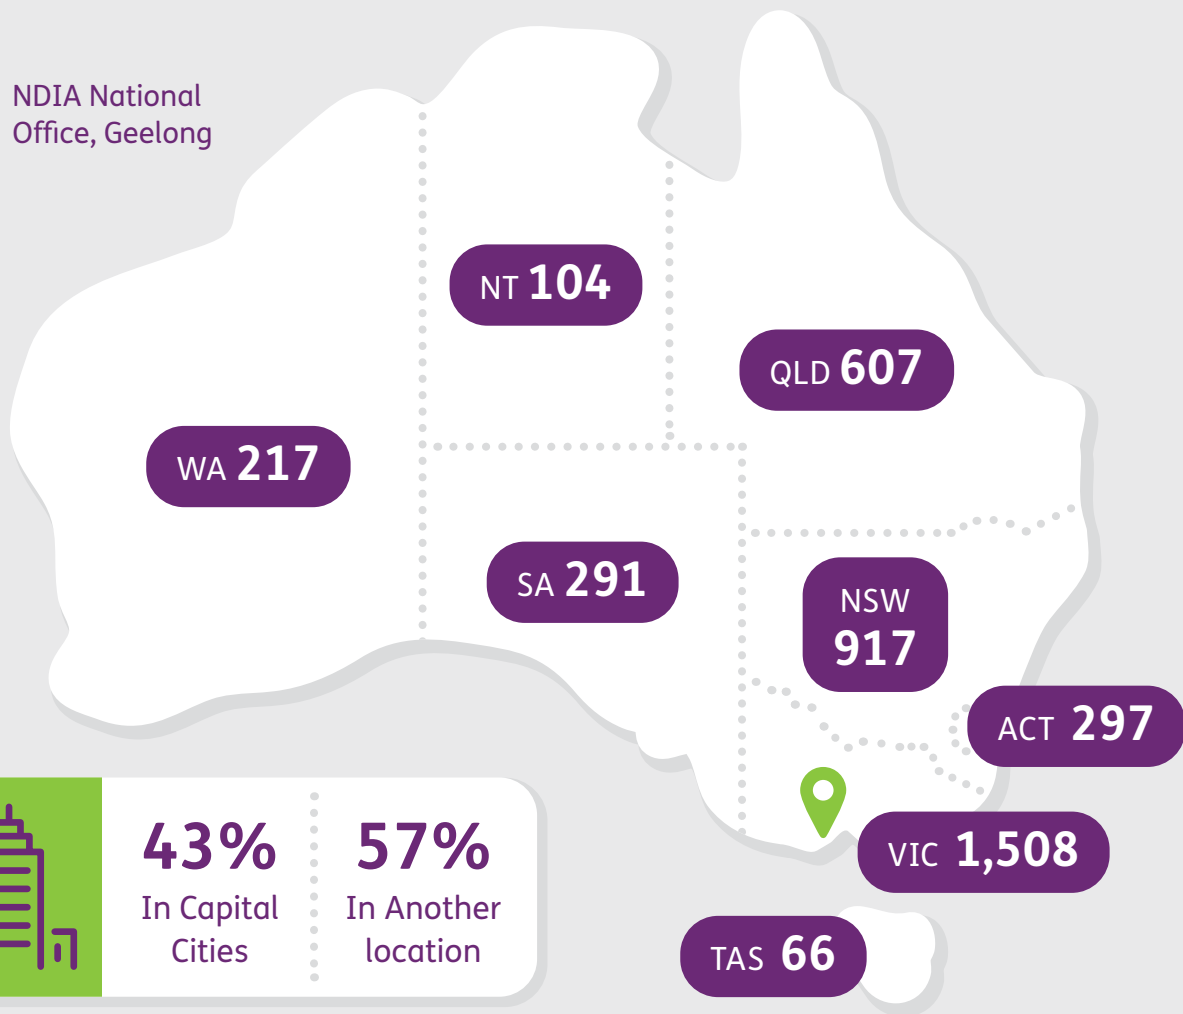 NDIA National
Office, Geelong
NT 104
QLD 607
WA 217
SA 291
NSW
917
ACT 297
VIC 1,508
TAS 66
43%
In Capital
Cities
57%
In Another
location